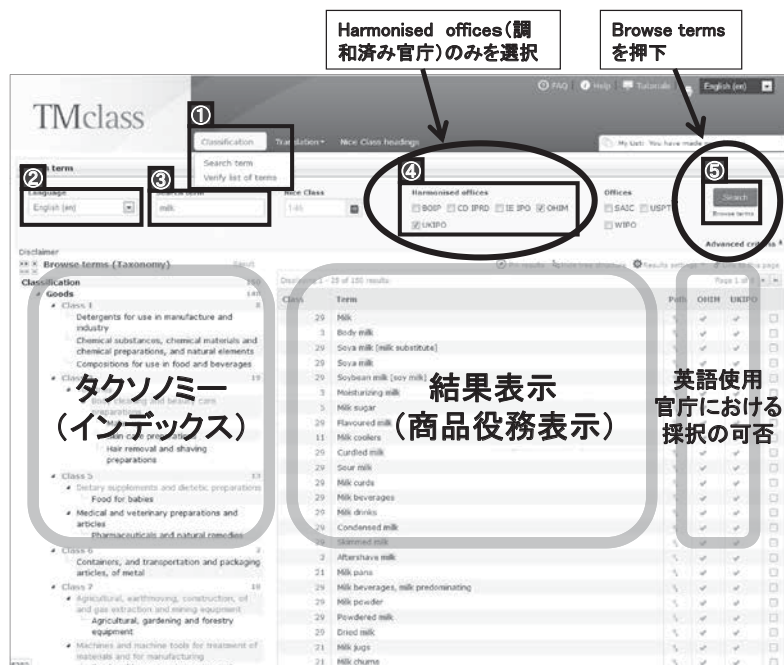 Harmonised offices(調
和済み官庁)のみを選択
Browse terms
を押下
FAQ
Help
Tutorials
English (en)
TMclass
①
Classification
Translation
Nice Class headings
My List: You have made
Search term
Verify list of terms
term
②
③
④
⑤
Language
Search term
Nice Class
Harmonised offices
Offices
English [en]
milk
1-45
BOIP
CD IPRD
IE IPO
OHIM
UKIPO
SAIC
USPT
WIPO
Search
Browse terms
Advanced criteria
Disclaimer
Browse terms (Taxonomy)
Classification
Goods
Class 1
Detergents for use in manufacture and
industry
Chemical substances, chemical materials and
chemical preparations, and natural elements
Compositions for use in food and beverages
タクソノミー
(インデックス)
Hair removal and shaving
preparations
Class 5
Dietary supplements and dietetic preparations
Food for babies
Medical and veterinary preparations and
articles
Pharmaceuticals and natural remedies
Class 6
Containers, and transportation and packaging
articles, of metal
Class 7
Agricultural, earthmoving, construction, oil
and gas extraction and mining equipment
Agricultural, gardening and forestry
equipment
Machines and machine tools for treatment of
materials and for manufacturing
Class
Term
Path
OHIM
UKIPO
29 Milk
3 Body milk
29 Soya milk [milk substitute]
29 Soya milk
29 Soybean milk [soy milk]
3 Moisturizing milk
5 Milk sugar
29 Flavoured milk
11 Milk coolers
29 Curdled milk
29 Sour milk
29 Milk curds
29 Milk beverages
29 Milk drinks
29 Condensed milk
29 Skimmed milk
3 Aftershave milk
21 Milk pans
29 Milk beverages, milk predominating
29 Milk powder
29 Powdered milk
29 Dried milk
21 Milk jugs
21 Milk churns
結果表示
(商品役務表示)
英語使用
官庁における
採択の可否